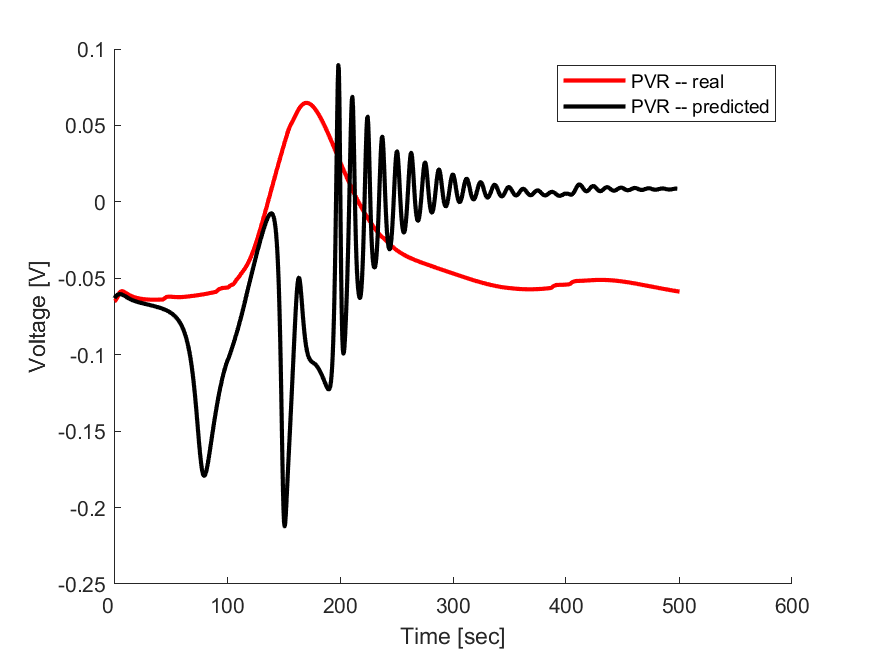 0.1
0.05
0
-0.05
-0.1
-0.15
-0.2
-0.25
Voltage [V]
PVR -- real
PVR -- predicted
0 100 200 300 400 500 600
Time [sec]